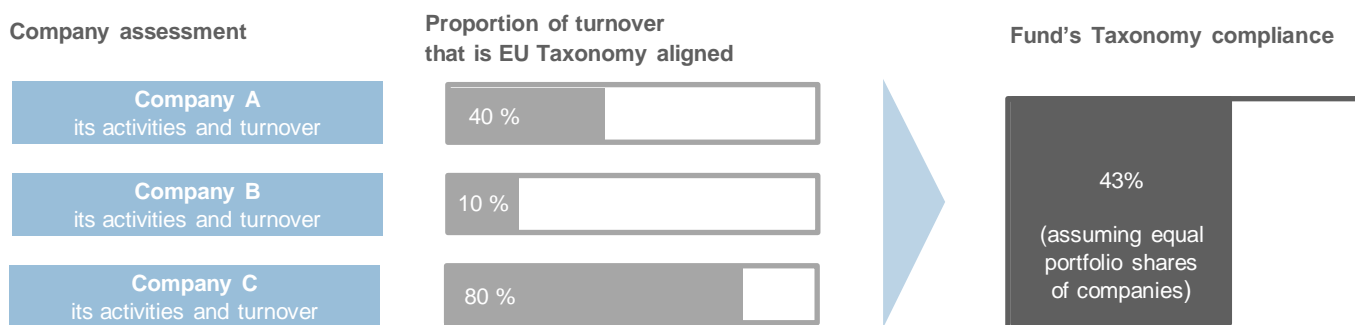 Company assessment
Proportion of turnover
that is EU Taxonomy aligned
Fund's Taxonomy compliance
Company A
its activities and turnover
40 %
Company B
its activities and turnover
10 %
Company C
its activities and turnover
80 %
43%
(assuming equal
portfolio shares
of companies)